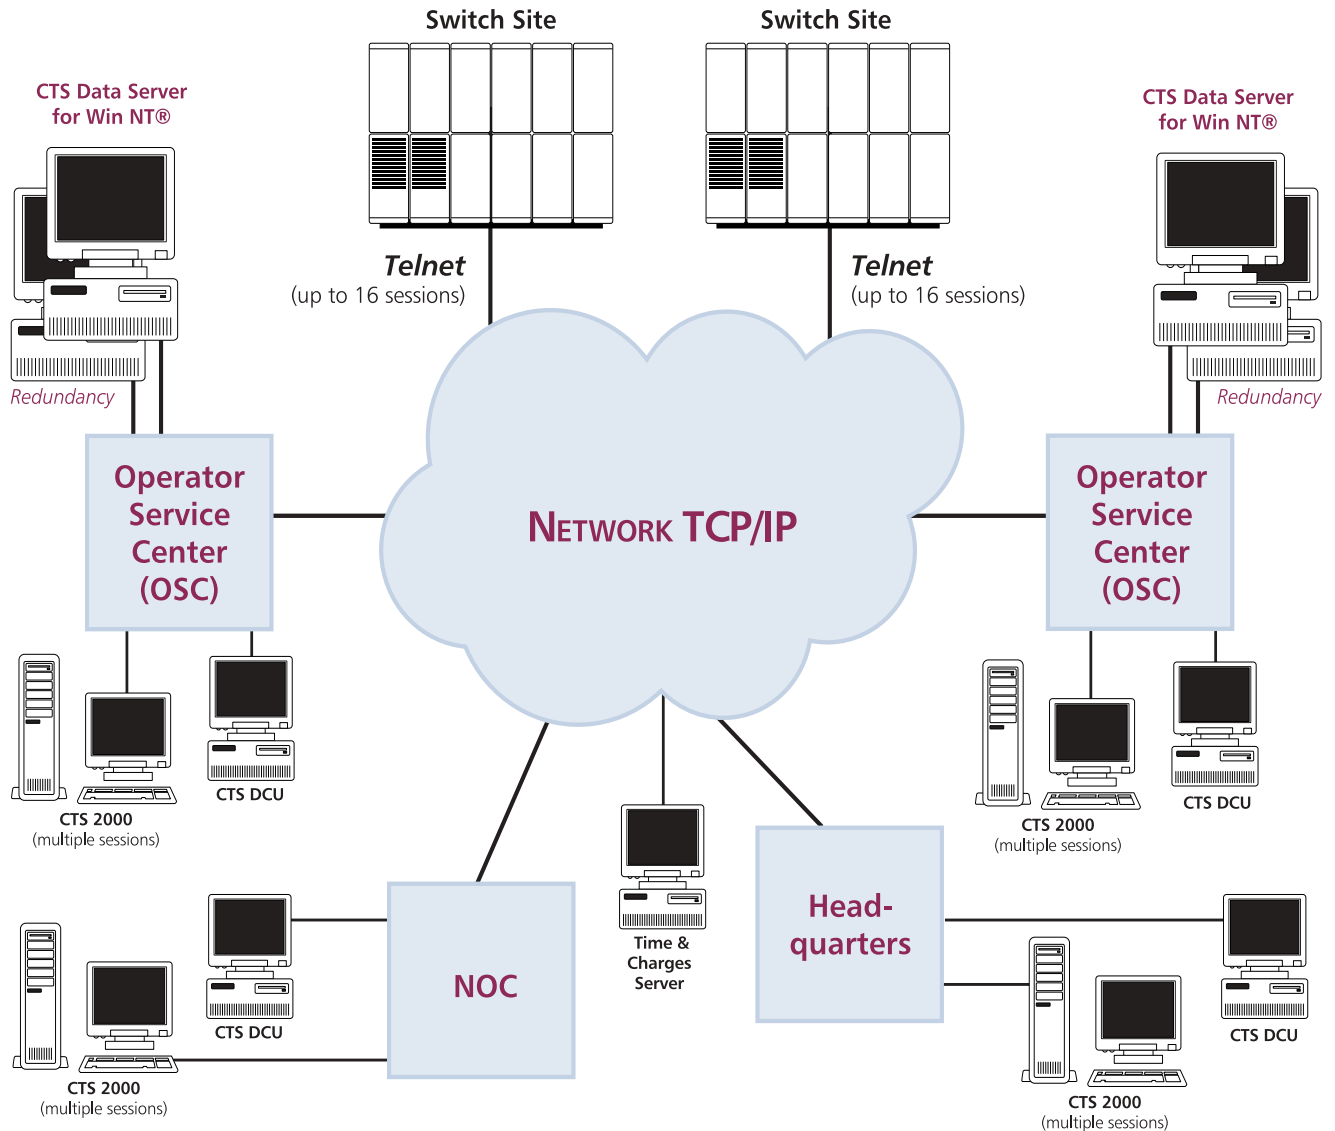 Switch Site
Switch Site
CTS Data Server
for Win NT®
CTS Data Server
for Win NT®
Telnet
(up to 16 sessions)
Telnet
(up to 16 sessions)
Redundancy
Redundancy
Operator
Service
Center
(OSC)
NETWORK TCP/IP
Operator
Service
Center
(OSC)
CTS DCU
CTS 2000
(multiple sessions)
CTS DCU
CTS 2000
(multiple sessions)
NOC
Time &
Charges
Server
Head-
quarters
CTS DCU
CTS 2000
(multiple sessions)
CTS DCU
CTS 2000
(multiple sessions)